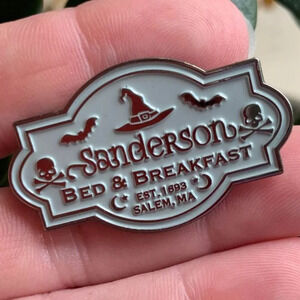 Sanderson
BED & BREAKFAST
EST. 1693
SALEM, MA